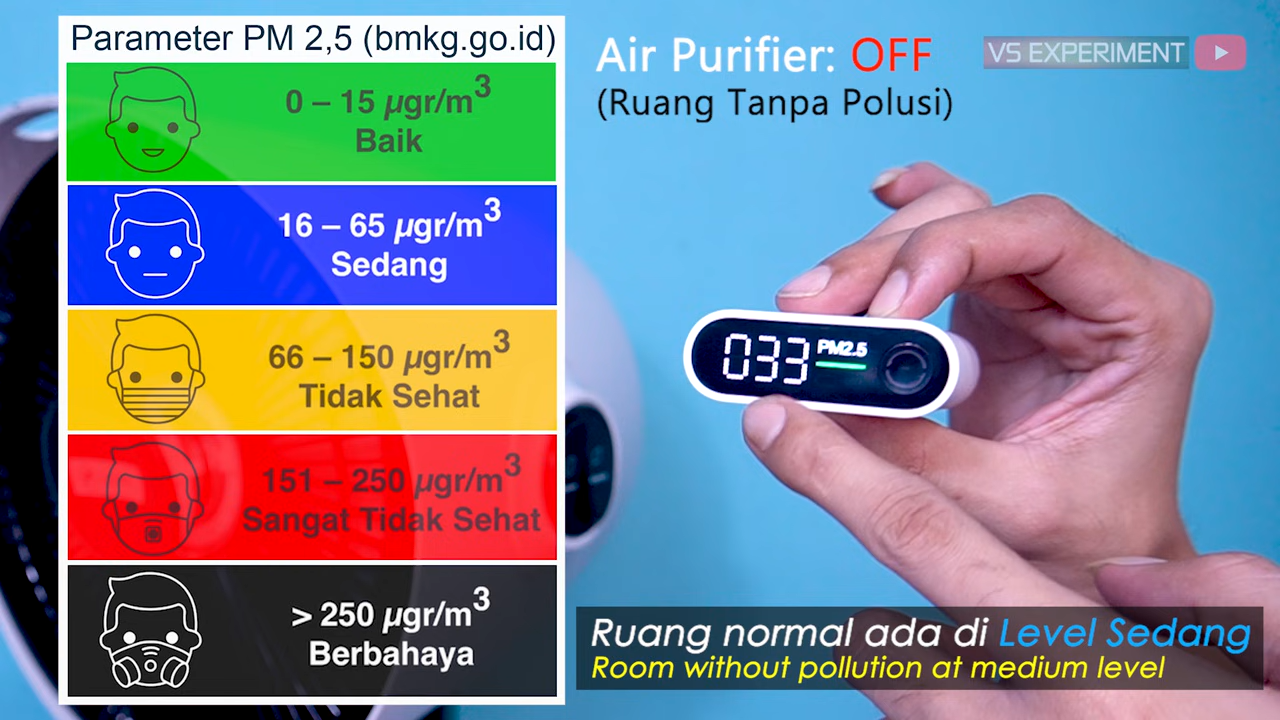 Parameter PM 2,5 (bmkg.go.id)
0 – 15 µgr/m³
Baik
16 – 65 µgr/m³
Sedang
66 – 150 µgr/m³
Tidak Sehat
151 – 250 µgr/m³
Sangat Tidak Sehat
> 250 µgr/m³
Berbahaya
Air Purifier: OFF
(Ruang Tanpa Polusi)
VS EXPERIMENT
033 PM2.5
Ruang normal ada di Level Sedang
Room without pollution at medium level